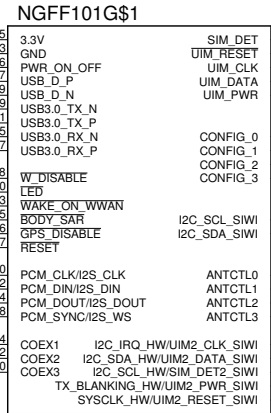 NGFF101G$1
3.3V SIM_DET
GND UIM_RESET
PWR_ON_OFF UIM_CLK
USB_D_P UIM_DATA
USB_D_N UIM_PWR
USB3.0_TX_N
USB3.0_TX_P
USB3.0_RX_N CONFIG_0
USB3.0_RX_P CONFIG_1
CONFIG_2
W_DISABLE CONFIG_3
LED
WAKE_ON_WWAN
BODY_SAR I2C_SCL_SIWI
GPS_DISABLE I2C_SDA_SIWI
RESET
PCM_CLK/I2S_CLK ANTCTL0
PCM_DIN/I2S_DIN ANTCTL1
PCM_DOUT/I2S_DOUT ANTCTL2
PCM_SYNC/I2S_WS ANTCTL3
COEX1 I2C_IRQ_HW/UIM2_CLK_SIWI
COEX2 I2C_SDA_HW/UIM2_DATA_SIWI
COEX3 I2C_SCL_HW/SIM_DET2_SIWI
TX_BLANKING_HW/UIM2_PWR_SIWI
SYSCLK_HW/UIM2_RESET_SIWI